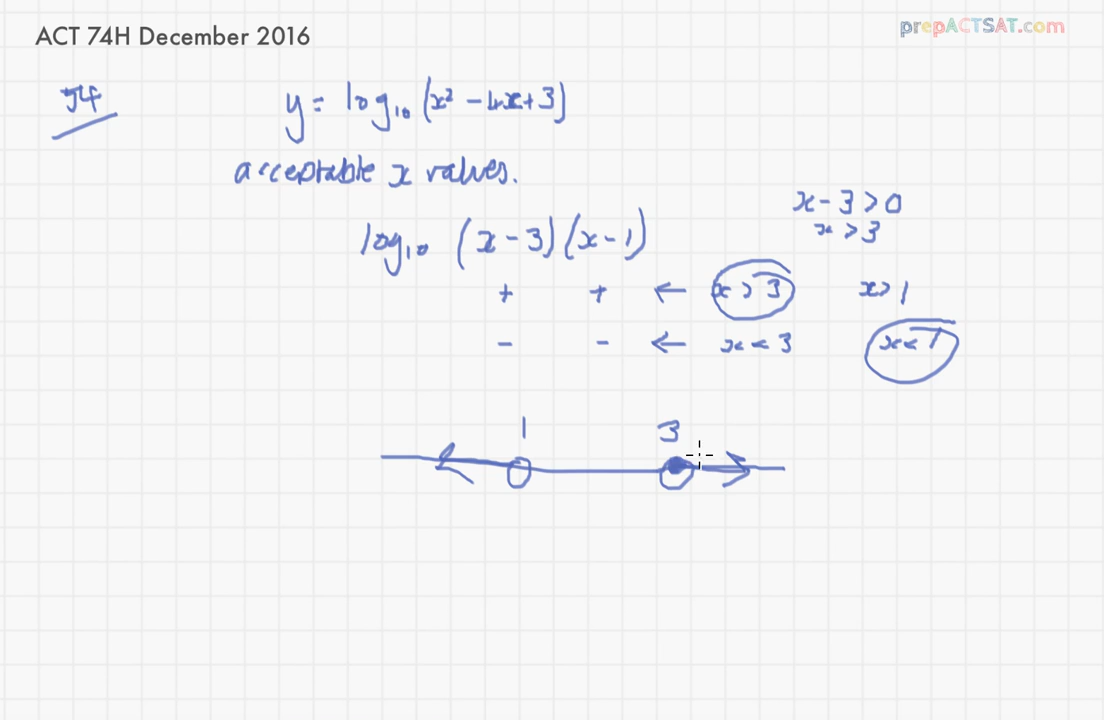 ACT 74H December 2016
prepACTSAT.com
54
y = log₁₀ (x² - 4x + 3)
acceptable x values.
log₁₀ (x - 3)(x - 1)
x - 3 > 0
x > 3
+ + ← x > 3 x > 1
- - ← x < 3 x < 1
1 3